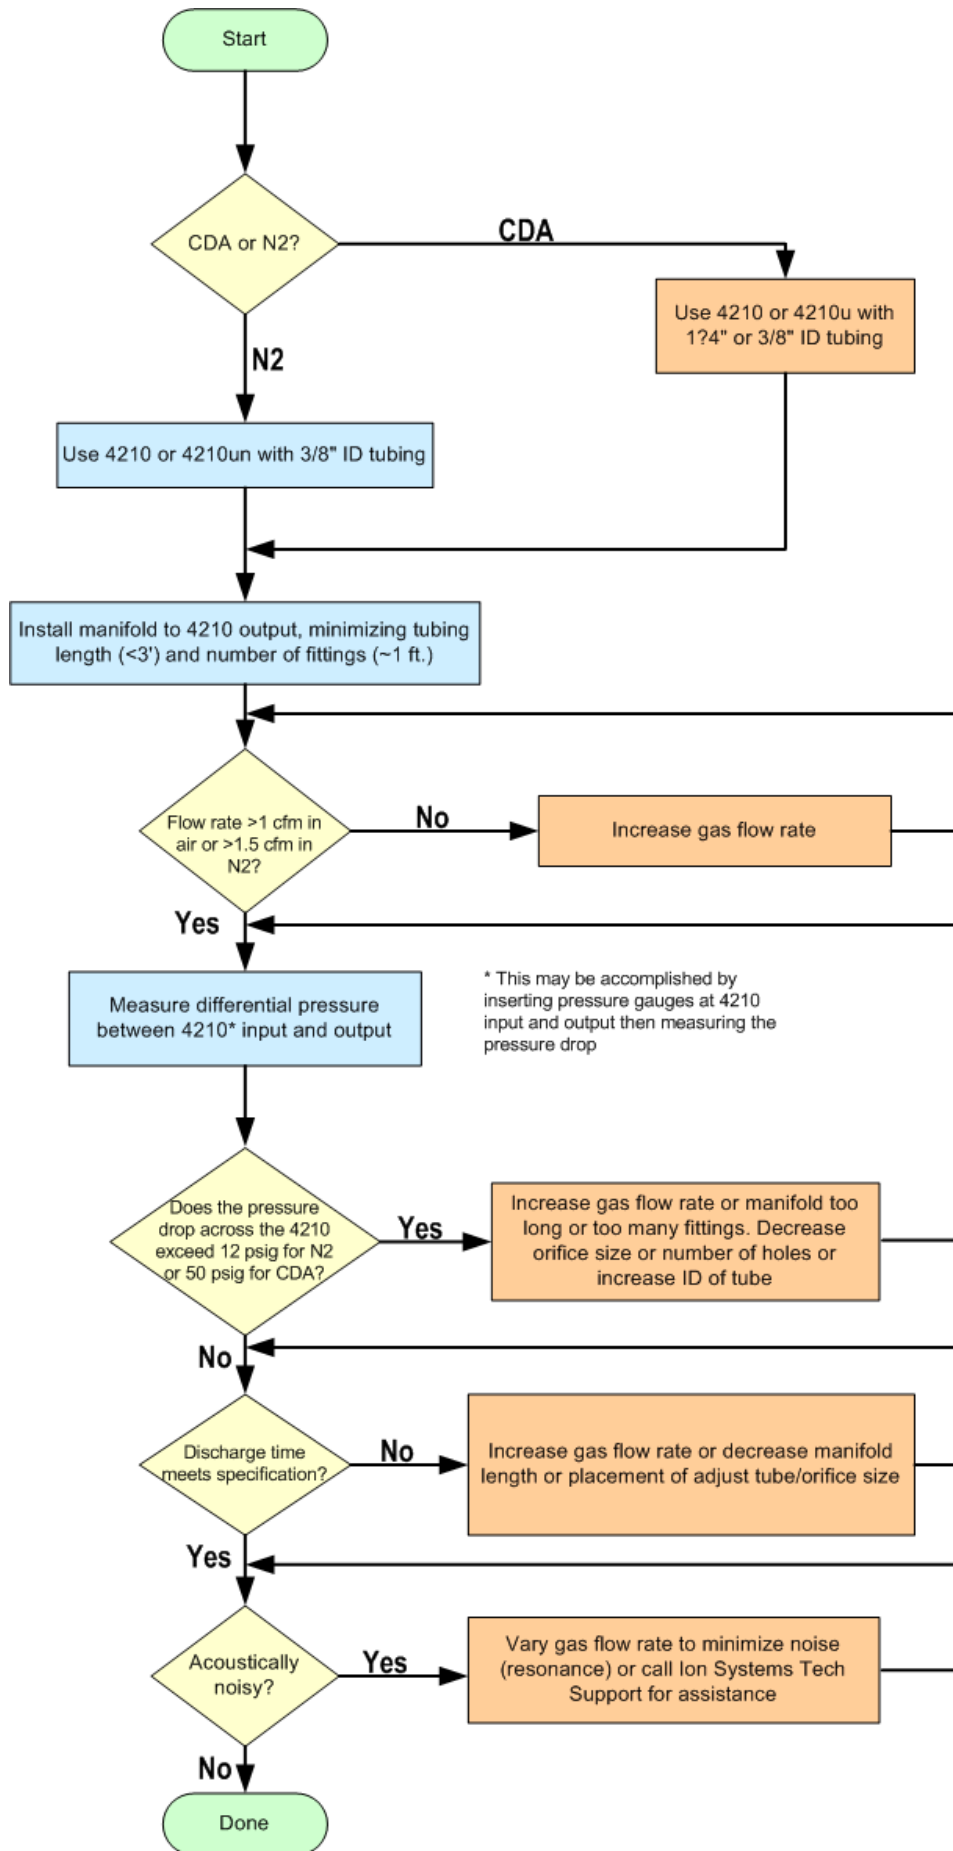 Start
CDA or N2?
CDA
Use 4210 or 4210u with
1?4" or 3/8" ID tubing
N2
Use 4210 or 4210un with 3/8" ID tubing
Install manifold to 4210 output, minimizing tubing
length (<3') and number of fittings (~1 ft.)
Flow rate >1 cfm in
air or >1.5 cfm in
N2?
No
Increase gas flow rate
Yes
Measure differential pressure
between 4210* input and output
* This may be accomplished by
inserting pressure gauges at 4210
input and output then measuring the
pressure drop
Does the pressure
drop across the 4210
exceed 12 psig for N2
or 50 psig for CDA?
Yes
Increase gas flow rate or manifold too
long or too many fittings. Decrease
orifice size or number of holes or
increase ID of tube
No
Discharge time
meets specification?
No
Increase gas flow rate or decrease manifold
length or placement of adjust tube/orifice size
Yes
Acoustically
noisy?
Yes
Vary gas flow rate to minimize noise
(resonance) or call Ion Systems Tech
Support for assistance
No
Done